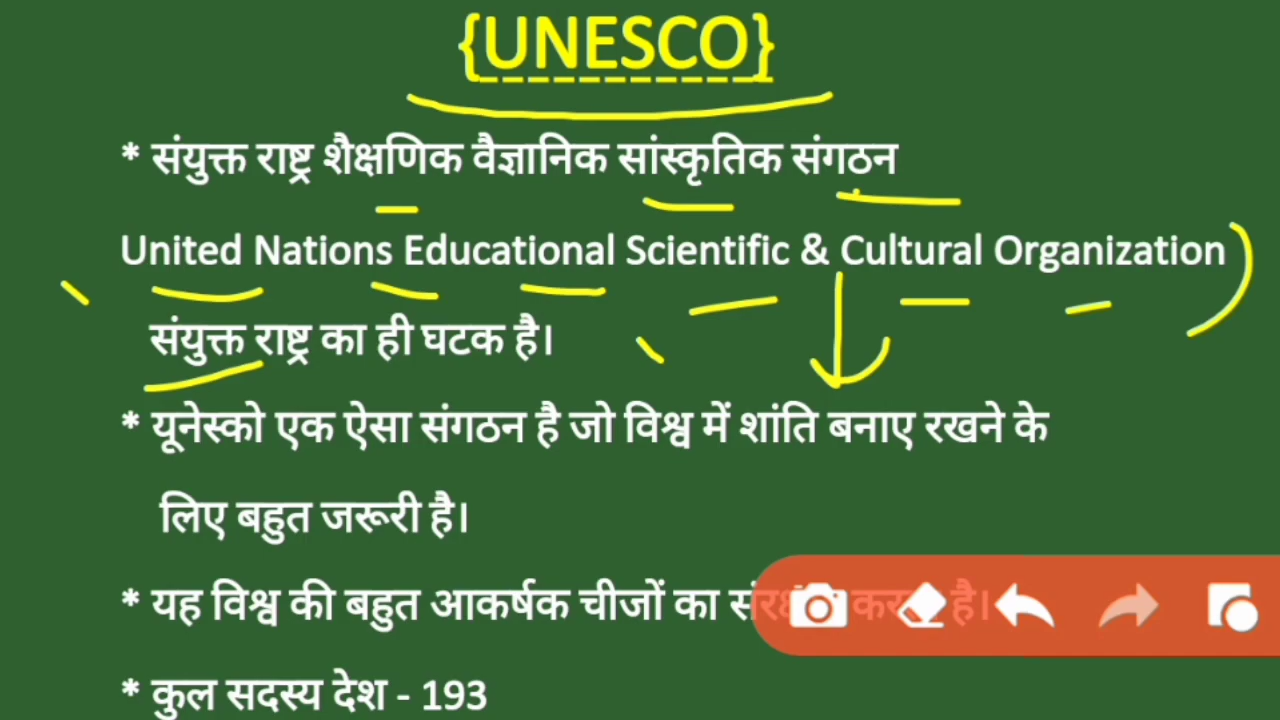 {UNESCO}
* संयुक्त राष्ट्र शैक्षणिक वैज्ञानिक सांस्कृतिक संगठन
United Nations Educational Scientific & Cultural Organization
संयुक्त राष्ट्र का ही घटक है।
* यूनेस्को एक ऐसा संगठन है जो विश्व में शांति बनाए रखने के
लिए बहुत जरूरी है।
* यह विश्व की बहुत आकर्षक चीजों का है।
* कुल सदस्य देश - 193